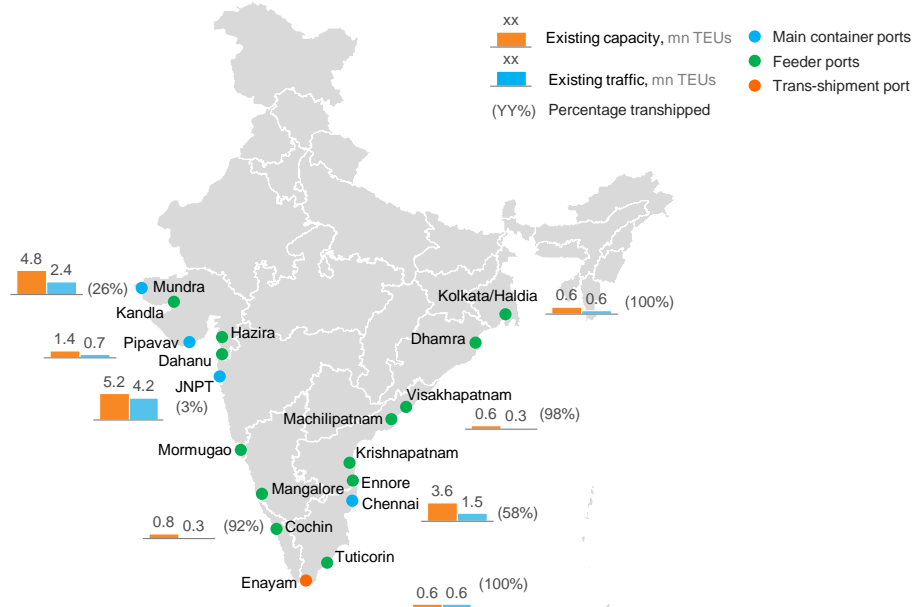 xx
Existing capacity, mn TEUs
xx
Existing traffic, mn TEUs
(YY%) Percentage transhipped
Main container ports
Feeder ports
Trans-shipment port
4.8 2.4 (26%)
Mundra
Kandla
Pipavav
1.4 0.7
Hazira
Dahanu
JNPT
(3%)
5.2 4.2
Kolkata/Haldia
0.6 0.6 (100%)
Dhamra
Visakhapatnam
Machilipatnam
0.6 0.3 (98%)
Mormugao
Krishnapatnam
Ennore
Mangalore
Chennai
3.6 1.5 (58%)
0.8 0.3 (92%)
Cochin
Tuticorin
Enayam
(100%)
0.6 0.6